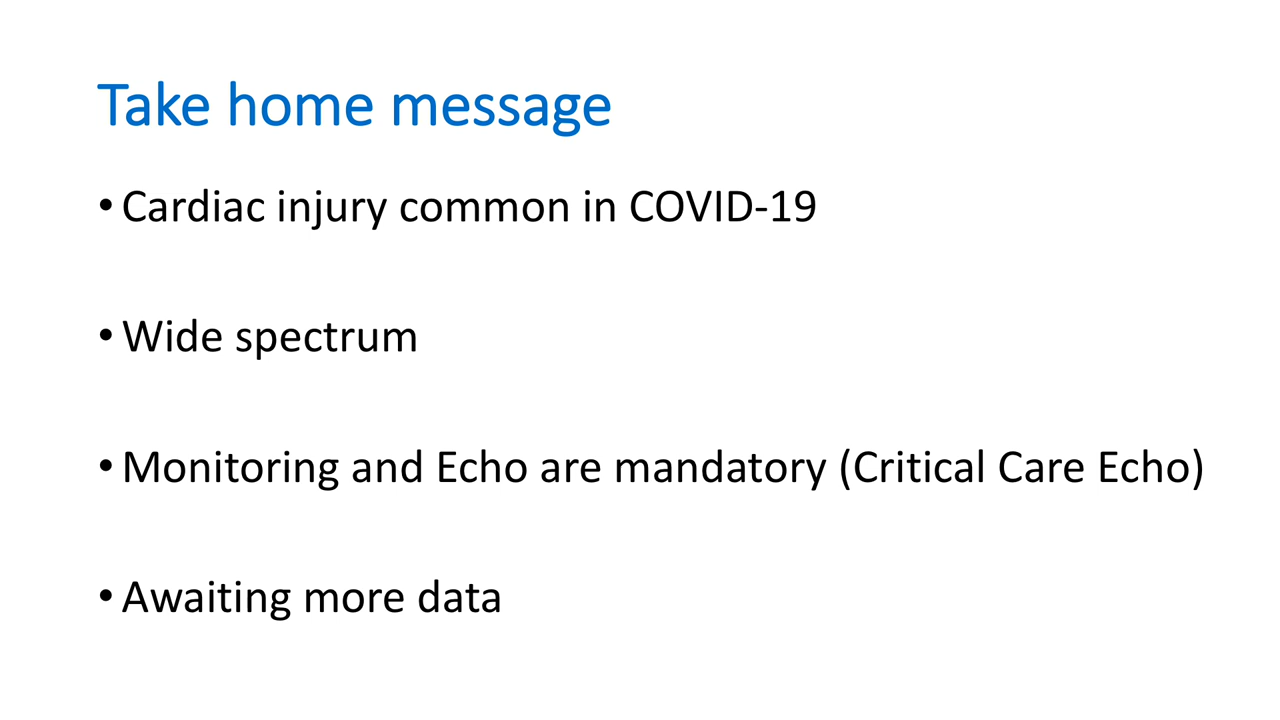 Take home message
• Cardiac injury common in COVID-19
• Wide spectrum
• Monitoring and Echo are mandatory (Critical Care Echo)
• Awaiting more data